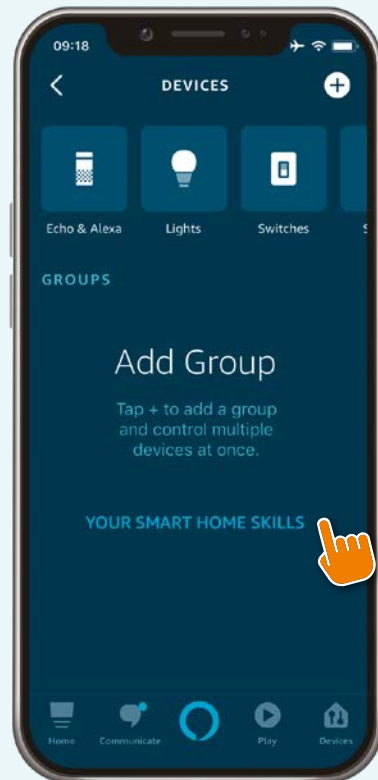 09:18
DEVICES
Echo & Alexa Lights Switches S
GROUPS
Add Group
Tap + to add a group
and control multiple
devices at once.
YOUR SMART HOME SKILLS
Home Communicate Play Devices